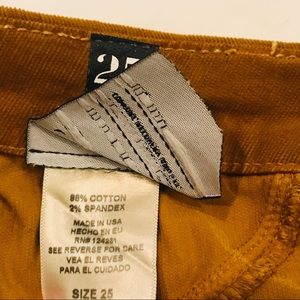 25
98% COTTON
2% SPANDEX
MADE IN USA
HECHO EN EU
RN# 124251
SEE REVERSE FOR CARE
VEA EL REVES
PARA EL CUIDADO
SIZE 25